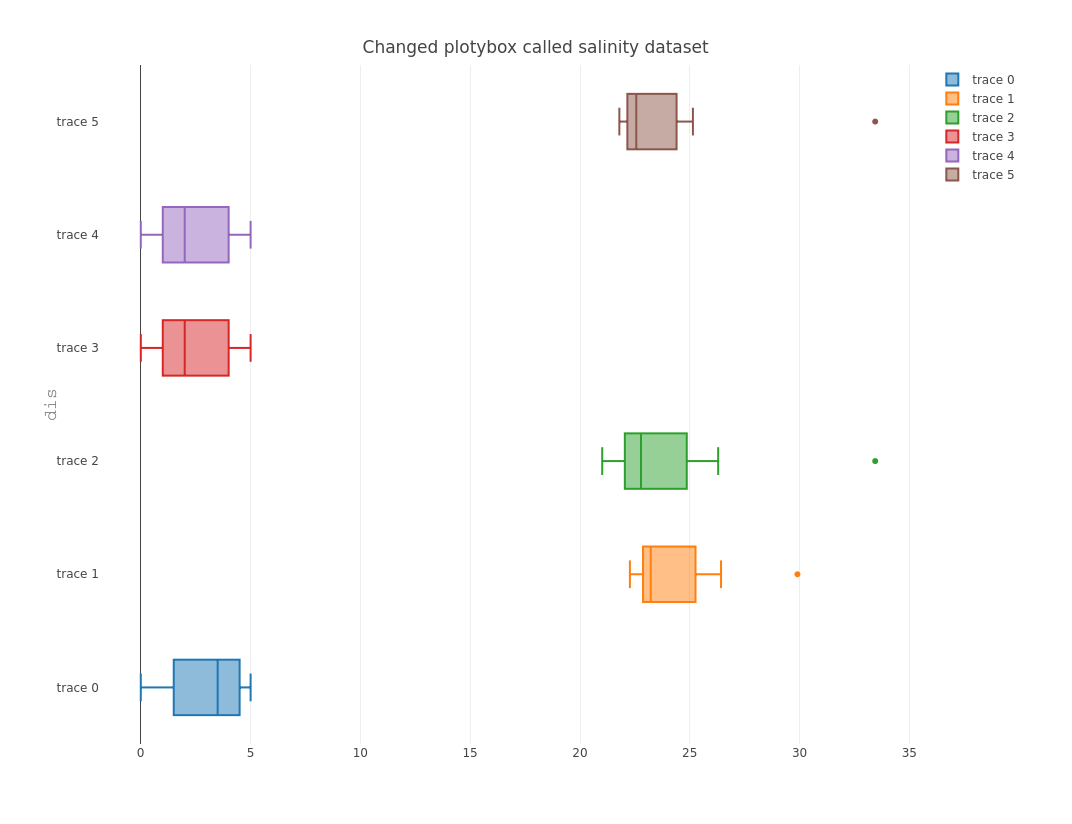 Changed plotybox called salinity dataset
trace 0
trace 1
trace 2
trace 3
trace 4
trace 5
trace 5
trace 4
trace 3
dis
trace 2
trace 1
trace 0
0 5 10 15 20 25 30 35